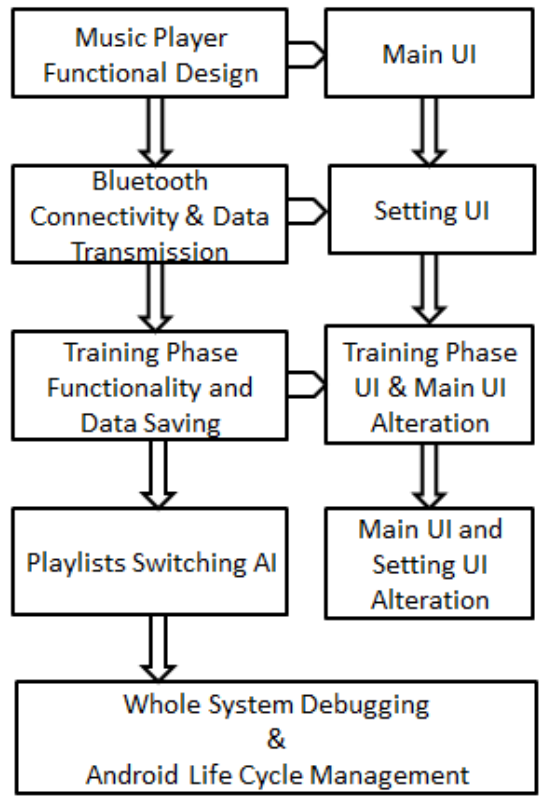 Music Player
Functional Design
Main UI
Bluetooth
Connectivity & Data
Transmission
Setting UI
Training Phase
Functionality and
Data Saving
Training Phase
UI & Main UI
Alteration
Playlists Switching AI
Main UI and
Setting UI
Alteration
Whole System Debugging
&
Android Life Cycle Management